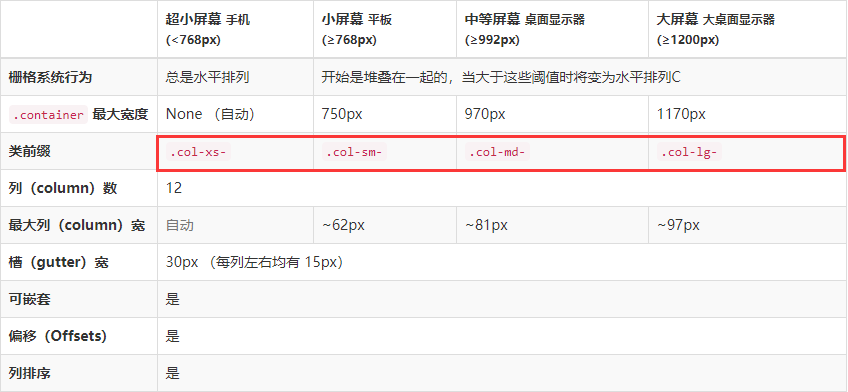 超小屏幕 手机 小屏幕 平板 中等屏幕 桌面显示器 大屏幕 大桌面显示器
(<768px) (≥768px) (≥992px) (≥1200px)
栅格系统行为 总是水平排列 开始是堆叠在一起的，当大于这些阈值时将变为水平排列C
.container 最大宽度 None （自动） 750px 970px 1170px
类前缀 .col-xs- .col-sm- .col-md- .col-lg-
列（column）数 12
最大列（column）宽 自动 ~62px ~81px ~97px
槽（gutter）宽 30px （每列左右均有 15px）
可嵌套 是
偏移（Offsets） 是
列排序 是